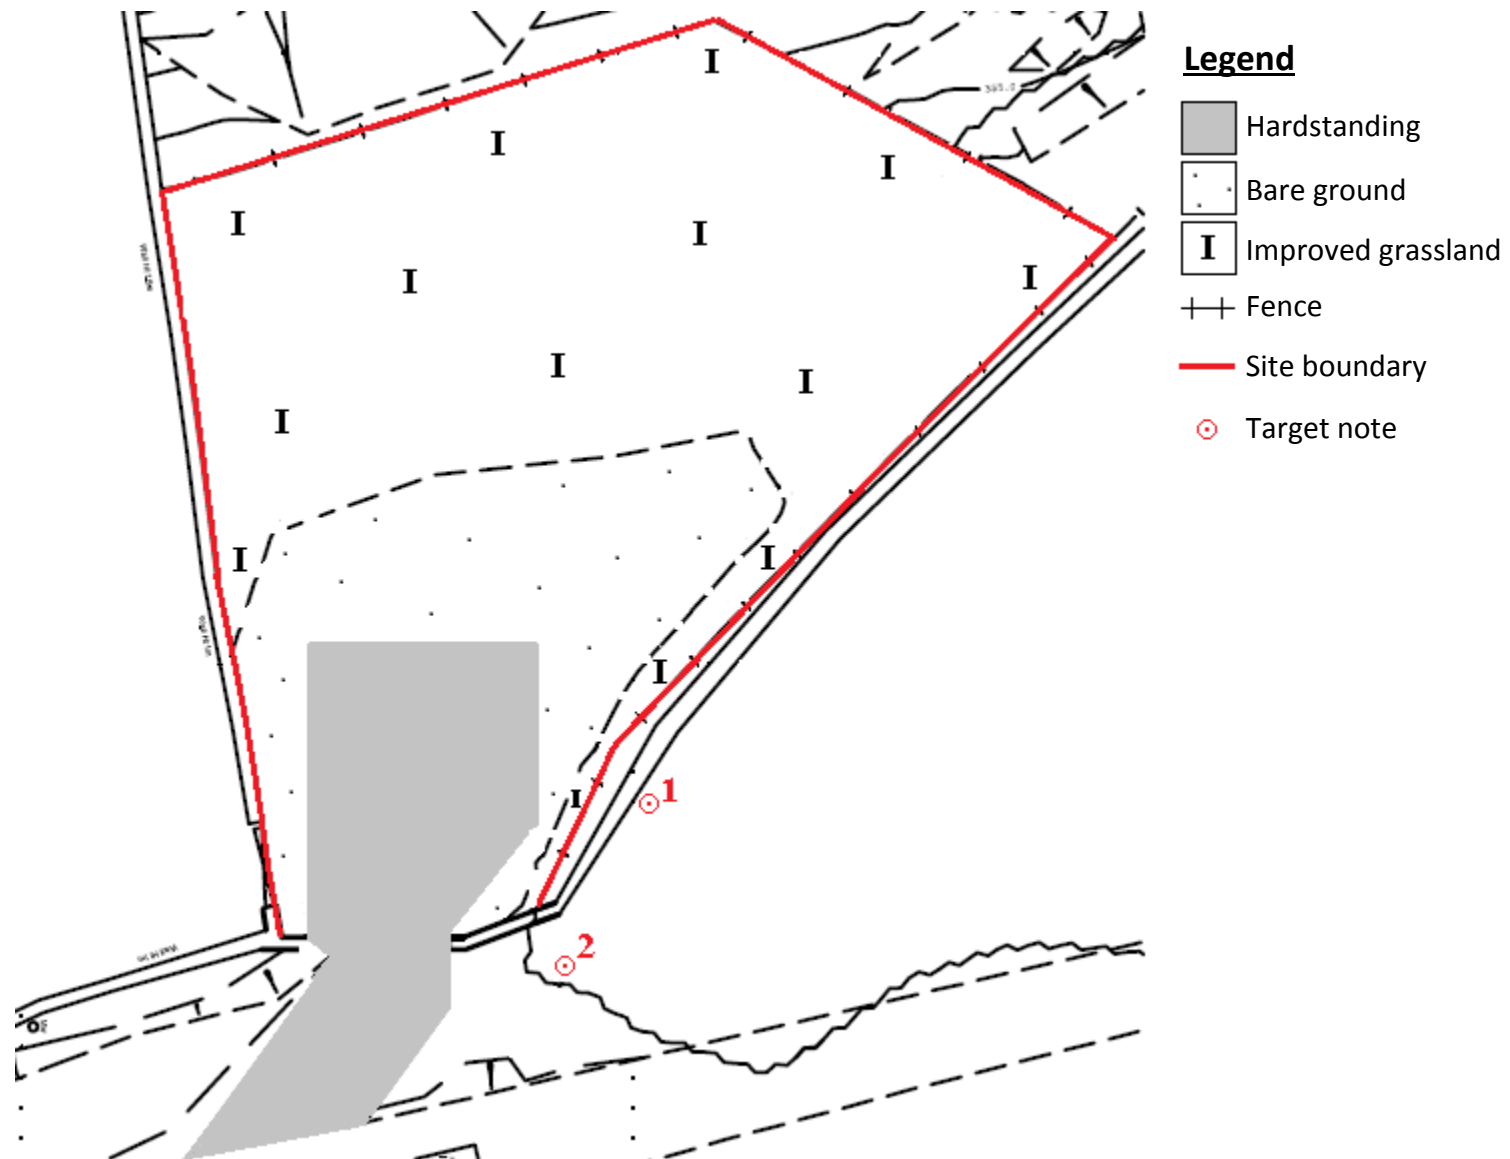 Legend
Hardstanding
Bare ground
I Improved grassland
Fence
Site boundary
Target note
I
I
I
I
I
I
I
I
I
I
I
I
I
I
1
2